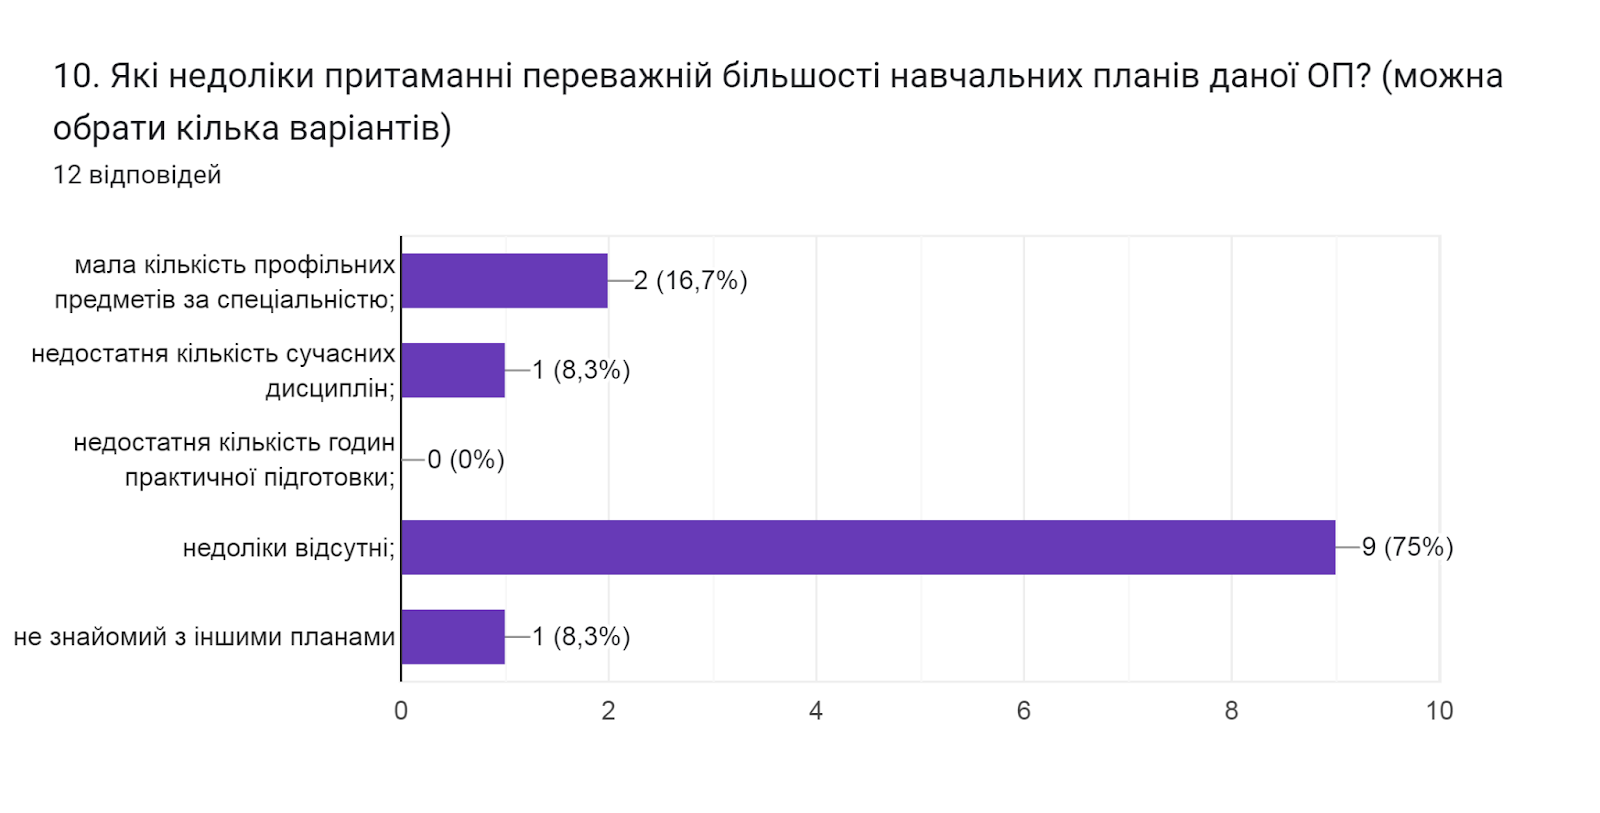 10. Які недоліки притаманні переважній більшості навчальних планів даної ОП? (можна
обрати кілька варіантів)
12 відповідей
мала кількість профільних
предметів за спеціальністю;
2 (16,7%)
недостатня кількість сучасних
дисциплін;
1 (8,3%)
недостатня кількість годин
практичної підготовки;
0 (0%)
недоліки відсутні;
9 (75%)
не знайомий з іншими планами
1 (8,3%)
0 2 4 6 8 10